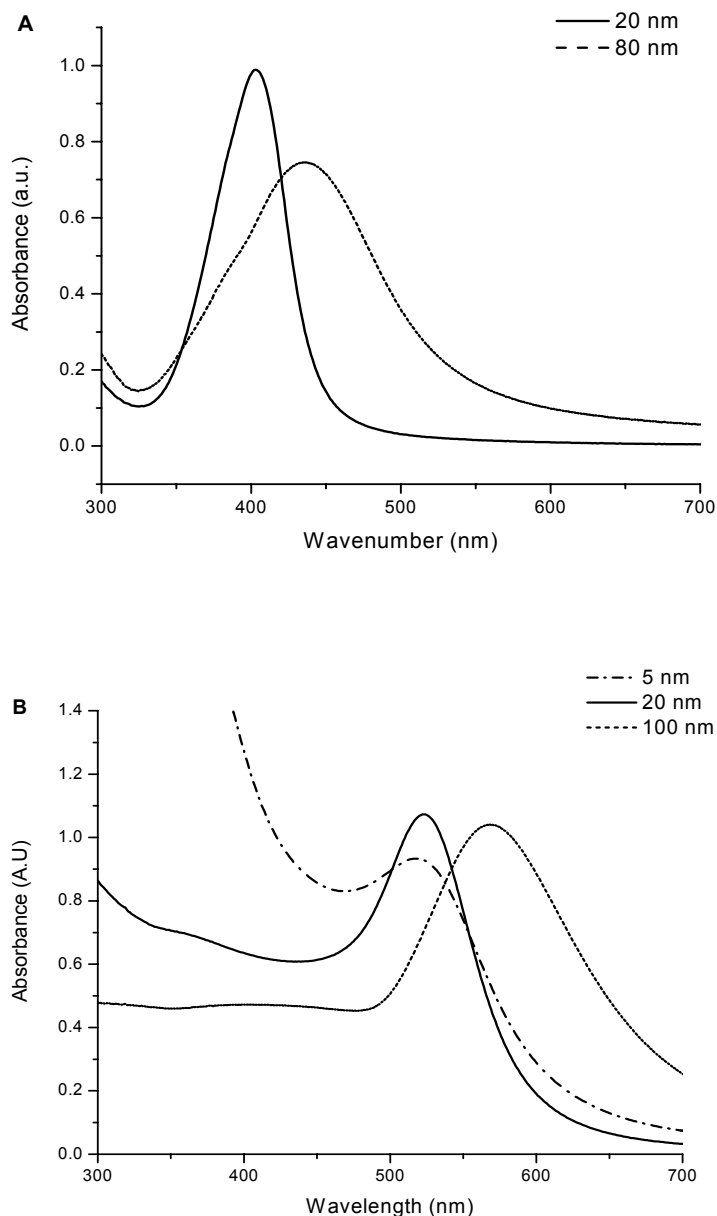 A
20 nm
80 nm
1.0
0.8
0.6
0.4
0.2
0.0
Absorbance (a.u.)
300 400 500 600 700
Wavenumber (nm)
B
5 nm
20 nm
100 nm
1.4
1.2
1.0
0.8
0.6
0.4
0.2
0.0
Absorbance (A.U)
300 400 500 600 700
Wavelength (nm)